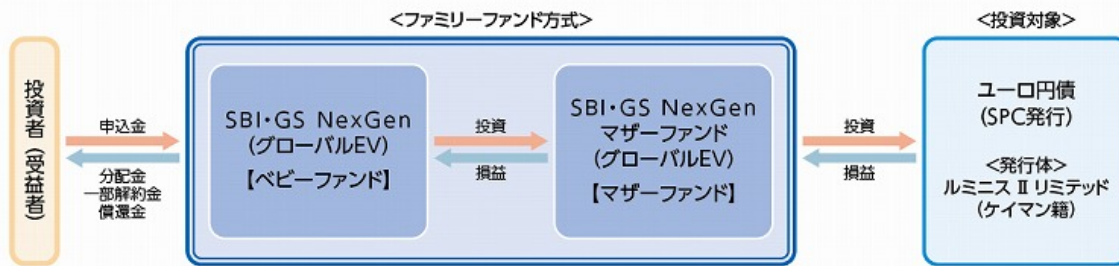 <ファミリーファンド方式>
<投資対象>
投資者（受益者）
申込金
分配金
一部解約金
償還金
SBI・GS NexGen
(グローバルEV)
【ベビーファンド】
投資
損益
SBI・GS NexGen
マザーファンド
(グローバルEV)
【マザーファンド】
投資
損益
ユーロ円債
(SPC発行)
<発行体>
ルミニス Ⅱ リミテッド
(ケイマン籍)